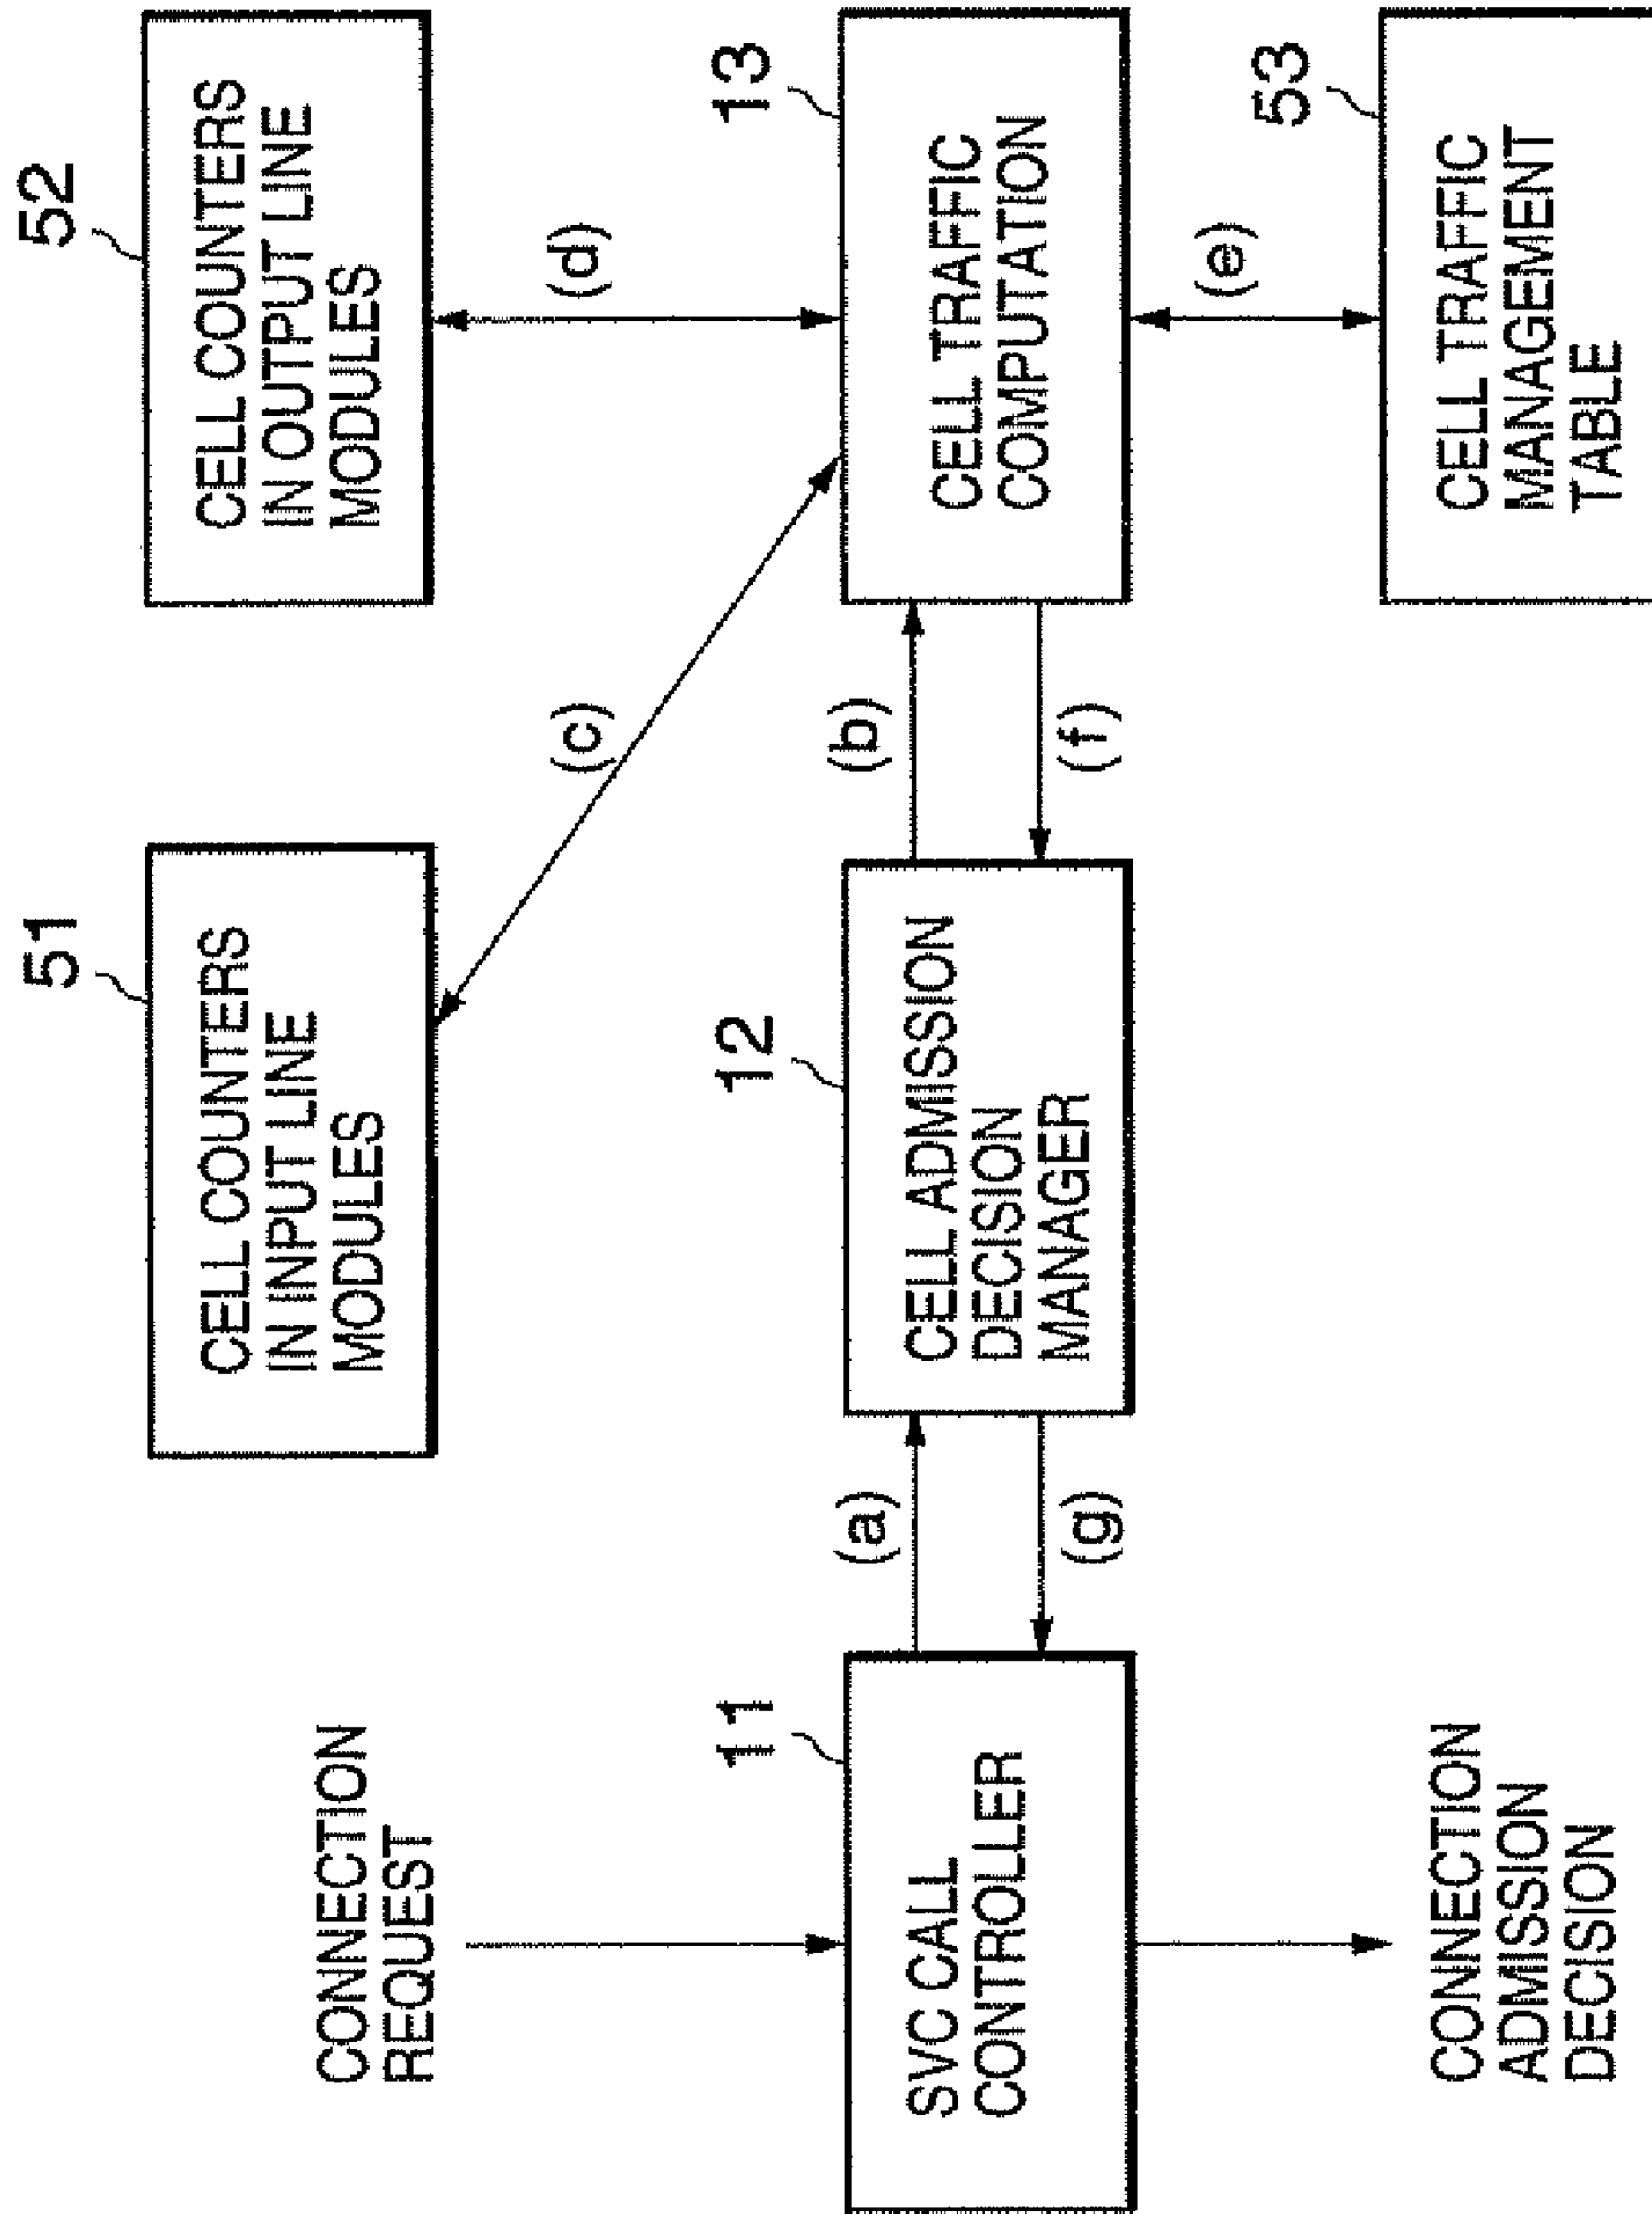 51
CELL COUNTERS
IN INPUT LINE
MODULES
52
CELL COUNTERS
IN OUTPUT LINE
MODULES
CONNECTION
REQUEST
(c)
(d)
11
SVC CALL
CONTROLLER
(a)
(g)
12
CELL ADMISSION
DECISION
MANAGER
(b)
(f)
13
CELL TRAFFIC
COMPUTATION
(e)
CONNECTION
ADMISSION
DECISION
53
CELL TRAFFIC
MANAGEMENT
TABLE